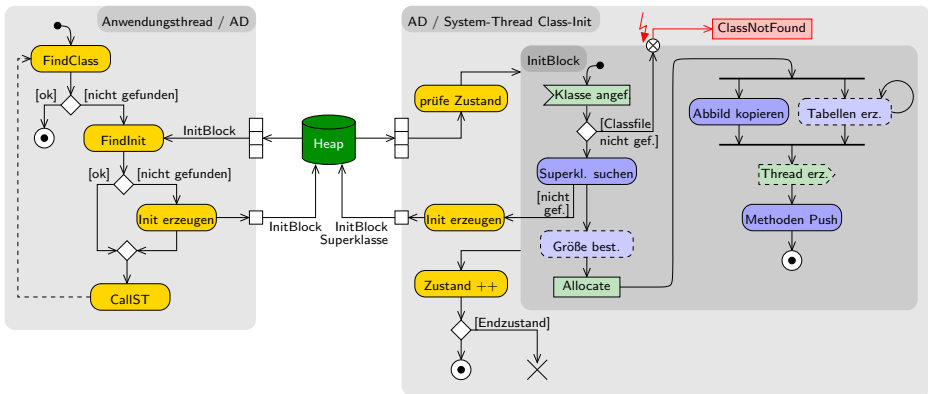 Anwendungsthread / AD
FindClass
[ok]
[nicht gefunden]
FindInit
InitBlock
[ok]
[nicht gefunden]
Init erzeugen
InitBlock
CallST
Heap
InitBlock
Superklasse
AD / System-Thread Class-Init
prüfe Zustand
Init erzeugen
Zustand ++
[Endzustand]
InitBlock
Klasse angef.
[Classfile
nicht gef.]
ClassNotFound
Superkl. suchen
[nicht
gef.]
Größe best.
Allocate
Abbild kopieren
Tabellen erz.
Thread erz.
Methoden Push